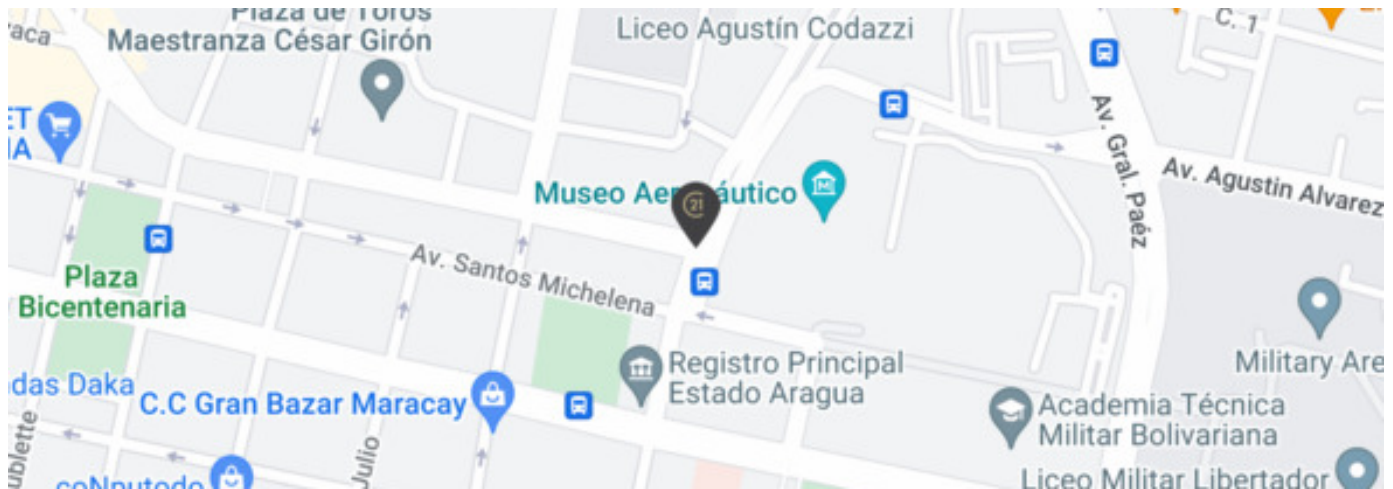 Plaza de Toros
Maestranza César Girón
Liceo Agustín Codazzi
C. 1
Museo Aeronáutico
21
Av. Gral. Paéz
Av. Agustin Alvarez
Av. Santos Michelena
Plaza
Bicentenaria
Registro Principal
Estado Aragua
Military Are
Daka
C.C Gran Bazar Maracay
Academia Técnica
Militar Bolivariana
Julio
Liceo Militar Libertador